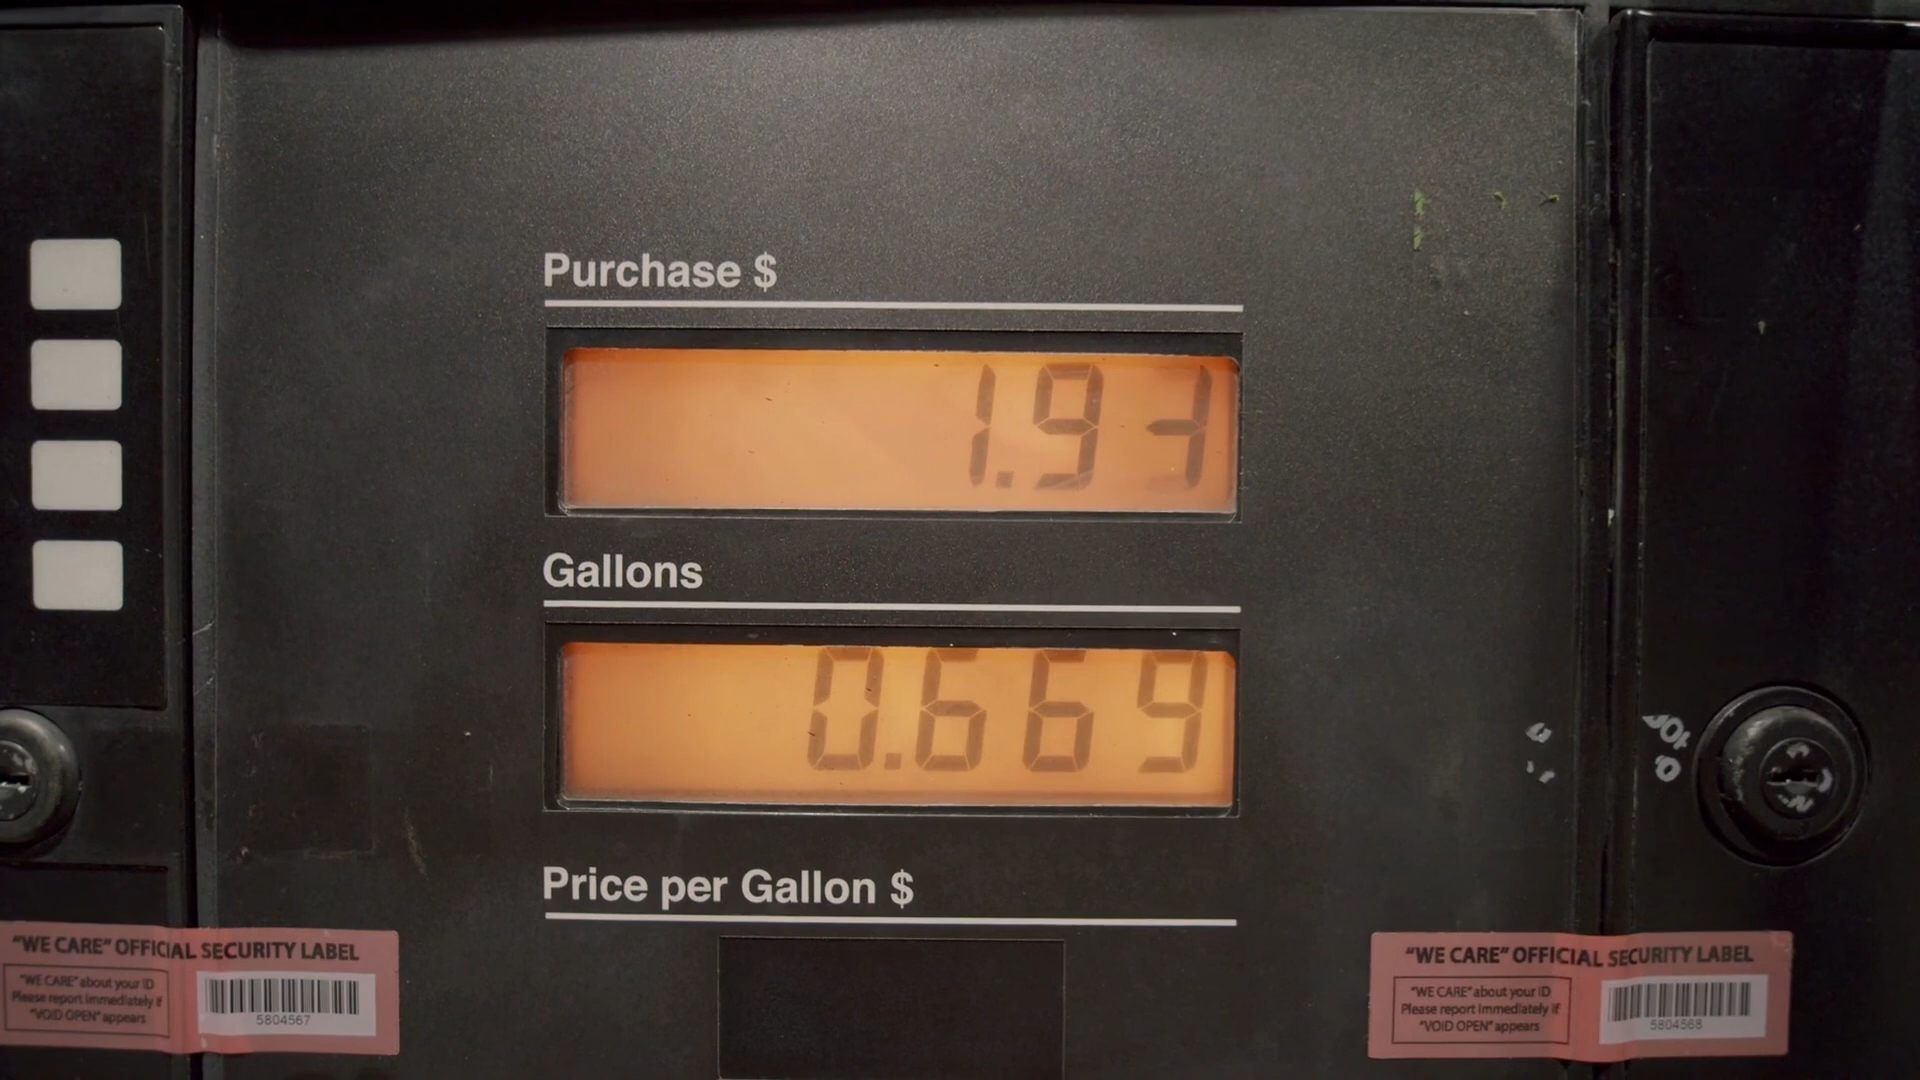 Purchase $
1.9
Gallons
0.669
Price per Gallon $
"WE CARE" OFFICIAL SECURITY LABEL
"WE CARE" about your ID
Please report immediately if
"VOID OPEN" appears
5804567
"WE CARE" OFFICIAL SECURITY LABEL
"WE CARE" about your ID
Please report immediately if
"VOID OPEN" appears
5804568